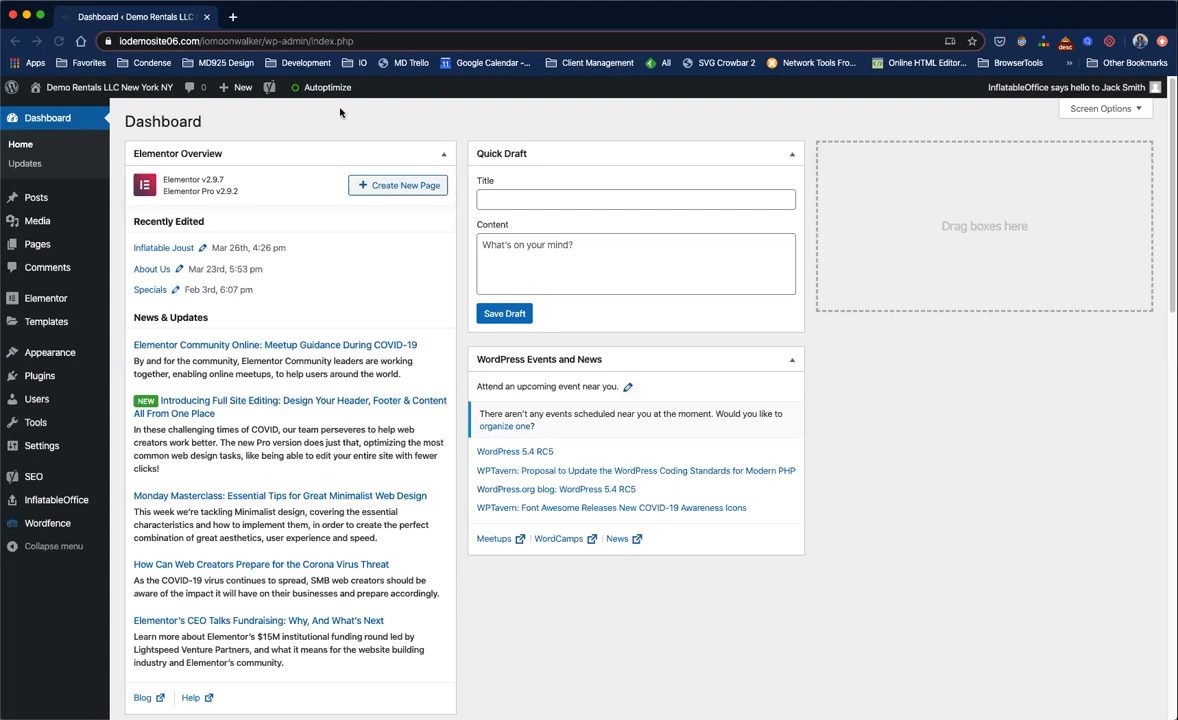 Dashboard ‹ Demo Rentals LLC
iodemosite06.com/iomoonwalker/wp-admin/index.php
Apps Favorites Condense MD925 Design Development IO MD Trello Google Calendar -... Client Management All SVG Crowbar 2 Network Tools Fro... Online HTML Editor... BrowserTools » Other Bookmarks
Demo Rentals LLC New York NY 0 + New Autoptimize InflatableOffice says hello to Jack Smith
Screen Options
Dashboard
Home
Updates
Posts
Media
Pages
Comments
Elementor
Templates
Appearance
Plugins
Users
Tools
Settings
SEO
InflatableOffice
Wordfence
Collapse menu
Dashboard
Elementor Overview
Elementor v2.9.7
Elementor Pro v2.9.2
+ Create New Page
Recently Edited
Inflatable Joust Mar 26th, 4:26 pm
About Us Mar 23rd, 5:53 pm
Specials Feb 3rd, 6:07 pm
News & Updates
Elementor Community Online: Meetup Guidance During COVID-19
By and for the community, Elementor Community leaders are working
together, enabling online meetups, to help users around the world.
NEW Introducing Full Site Editing: Design Your Header, Footer & Content
All From One Place
In these challenging times of COVID, our team perseveres to help web
creators work better. The new Pro version does just that, optimizing the most
common web design tasks, like being able to edit your entire site with fewer
clicks!
Monday Masterclass: Essential Tips for Great Minimalist Web Design
This week we're tackling Minimalist design, covering the essential
characteristics and how to implement them, in order to create the perfect
combination of great aesthetics, user experience and speed.
How Can Web Creators Prepare for the Corona Virus Threat
As the COVID-19 virus continues to spread, SMB web creators should be
aware of the impact it will have on their businesses and prepare accordingly.
Elementor's CEO Talks Fundraising: Why, And What's Next
Learn more about Elementor's $15M institutional funding round led by
Lightspeed Venture Partners, and what it means for the website building
industry and Elementor's community.
Blog Help
Quick Draft
Title
Content
What's on your mind?
Save Draft
WordPress Events and News
Attend an upcoming event near you.
There aren't any events scheduled near you at the moment. Would you like to
organize one?
WordPress 5.4 RC5
WPTavern: Proposal to Update the WordPress Coding Standards for Modern PHP
WordPress.org blog: WordPress 5.4 RC5
WPTavern: Font Awesome Releases New COVID-19 Awareness Icons
Meetups WordCamps News
Drag boxes here
desc